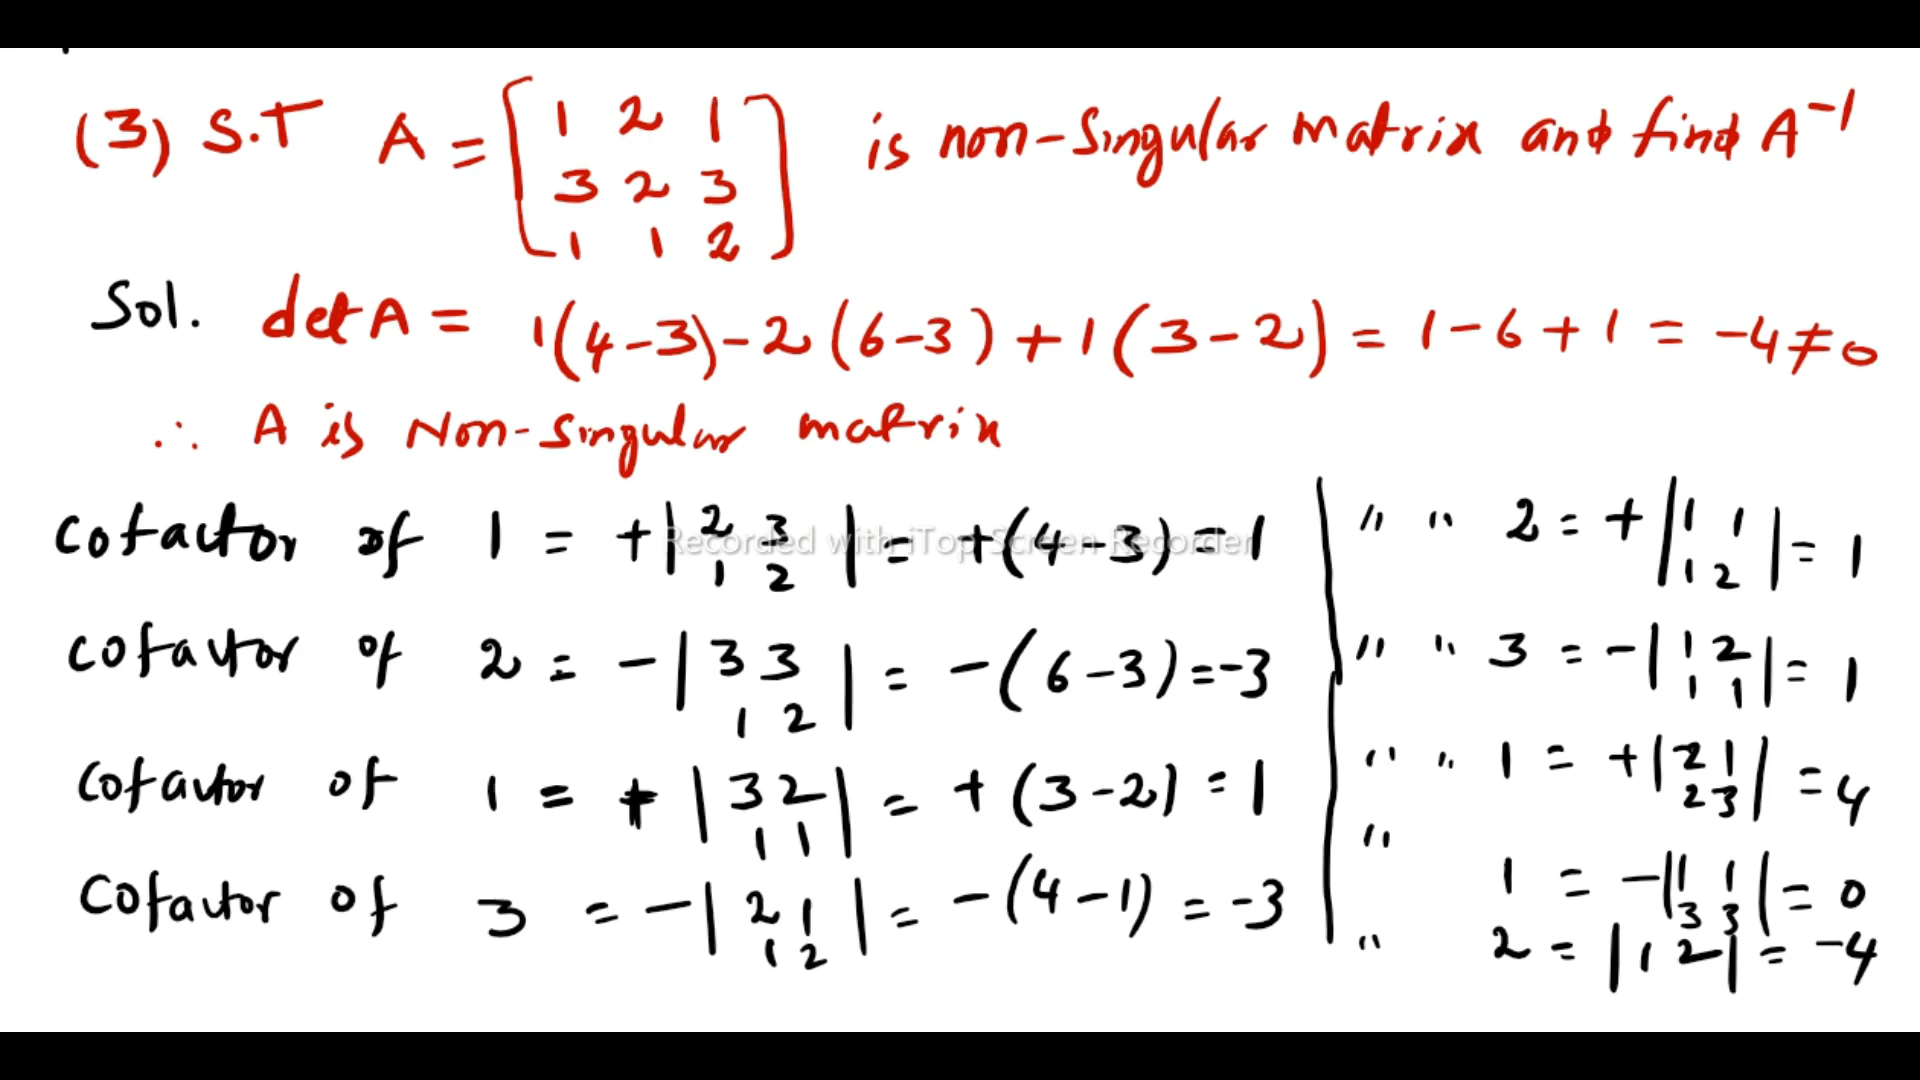 (3) S.T A = [1 2 1
3 2 3
1 1 2] is non-Singular matrix and find A⁻¹
Sol. det A = 1(4-3)-2(6-3)+1(3-2) = 1-6+1 = -4≠0
∴ A is Non-Singular matrix
Cofactor of 1 = +|2 3
1 2| = +(4-3) = 1
Cofactor of 2 = -|3 3
1 2| = -(6-3) = -3
Cofactor of 1 = +|3 2
1 1| = +(3-2) = 1
Cofactor of 3 = -|2 1
1 2| = -(4-1) = -3
" " 2 = +|1 1
1 2| = 1
" " 3 = -|1 2
1 1| = 1
" " 1 = +|2 1
2 3| = 4
" 1 = -|1 1
3 3| = 0
" 2 = |1 2| = -4
Recorded with iTop Screen Recorder